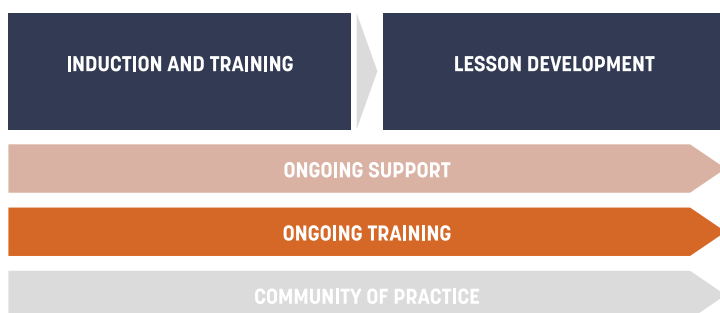 INDUCTION AND TRAINING
LESSON DEVELOPMENT
ONGOING SUPPORT
ONGOING TRAINING
COMMUNITY OF PRACTICE